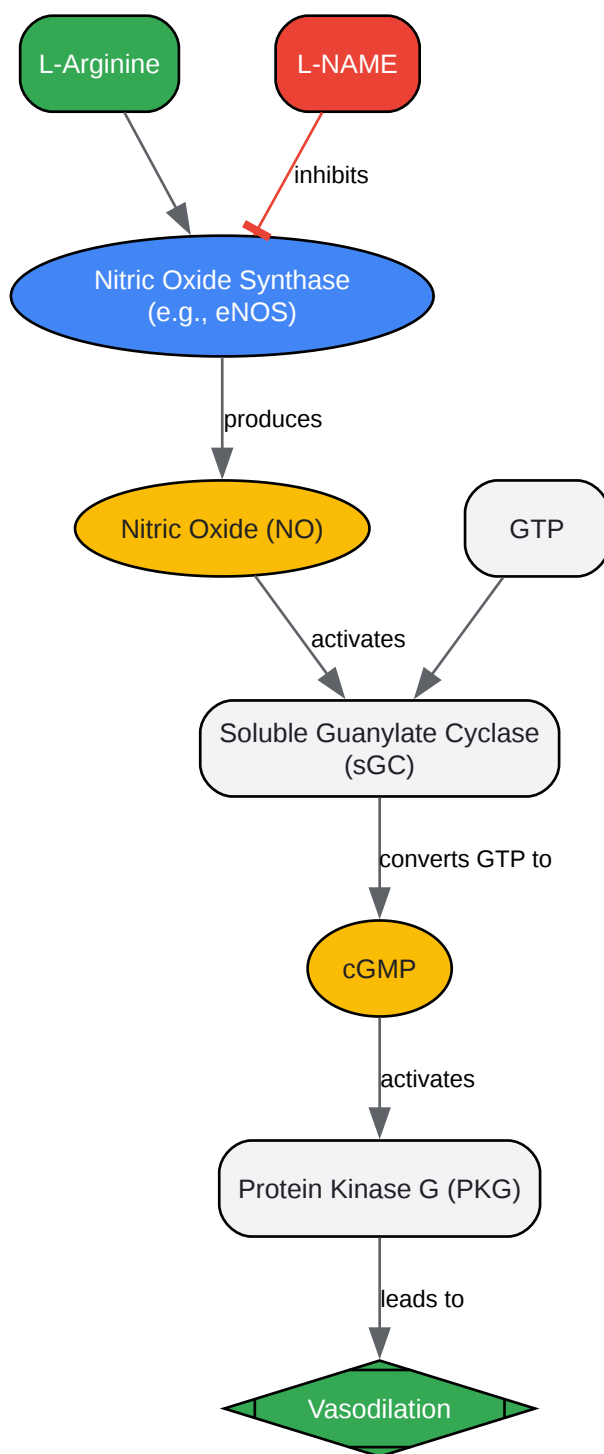 L-Arginine
L-NAME
inhibits
Nitric Oxide Synthase
(e.g., eNOS)
produces
Nitric Oxide (NO)
GTP
activates
Soluble Guanylate Cyclase
(sGC)
converts GTP to
cGMP
activates
Protein Kinase G (PKG)
leads to
Vasodilation